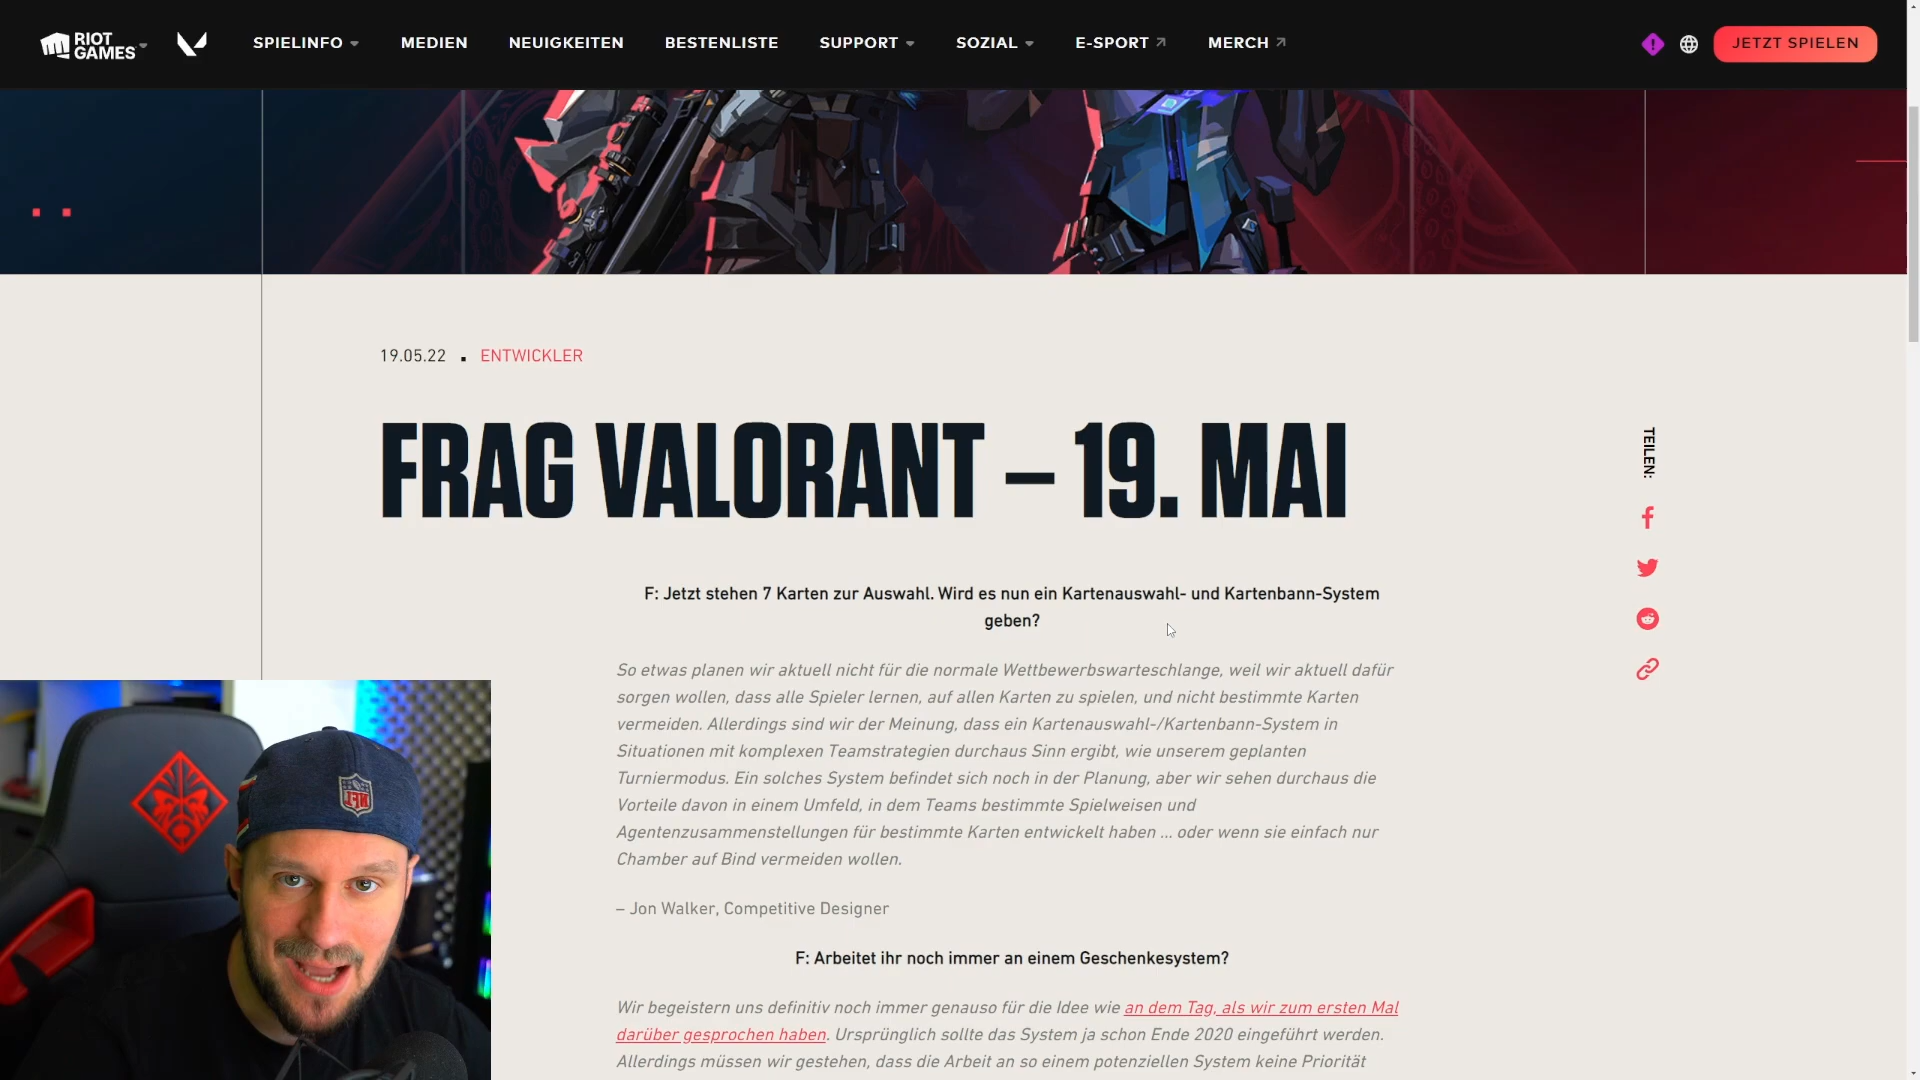 RIOT GAMES
SPIELINFO MEDIEN NEUIGKEITEN BESTENLISTE SUPPORT SOZIAL E-SPORT MERCH
JETZT SPIELEN
19.05.22 ▪ ENTWICKLER
FRAG VALORANT – 19. MAI
TEILEN:
F: Jetzt stehen 7 Karten zur Auswahl. Wird es nun ein Kartenauswahl- und Kartenbann-System
geben?
So etwas planen wir aktuell nicht für die normale Wettbewerbswarteschlange, weil wir aktuell dafür
sorgen wollen, dass alle Spieler lernen, auf allen Karten zu spielen, und nicht bestimmte Karten
vermeiden. Allerdings sind wir der Meinung, dass ein Kartenauswahl-/Kartenbann-System in
Situationen mit komplexen Teamstrategien durchaus Sinn ergibt, wie unserem geplanten
Turniermodus. Ein solches System befindet sich noch in der Planung, aber wir sehen durchaus die
Vorteile davon in einem Umfeld, in dem Teams bestimmte Spielweisen und
Agentenzusammenstellungen für bestimmte Karten entwickelt haben ... oder wenn sie einfach nur
Chamber auf Bind vermeiden wollen.
– Jon Walker, Competitive Designer
F: Arbeitet ihr noch immer an einem Geschenkesystem?
Wir begeistern uns definitiv noch immer genauso für die Idee wie an dem Tag, als wir zum ersten Mal
darüber gesprochen haben. Ursprünglich sollte das System ja schon Ende 2020 eingeführt werden.
Allerdings müssen wir gestehen, dass die Arbeit an so einem potenziellen System keine Priorität
NFL